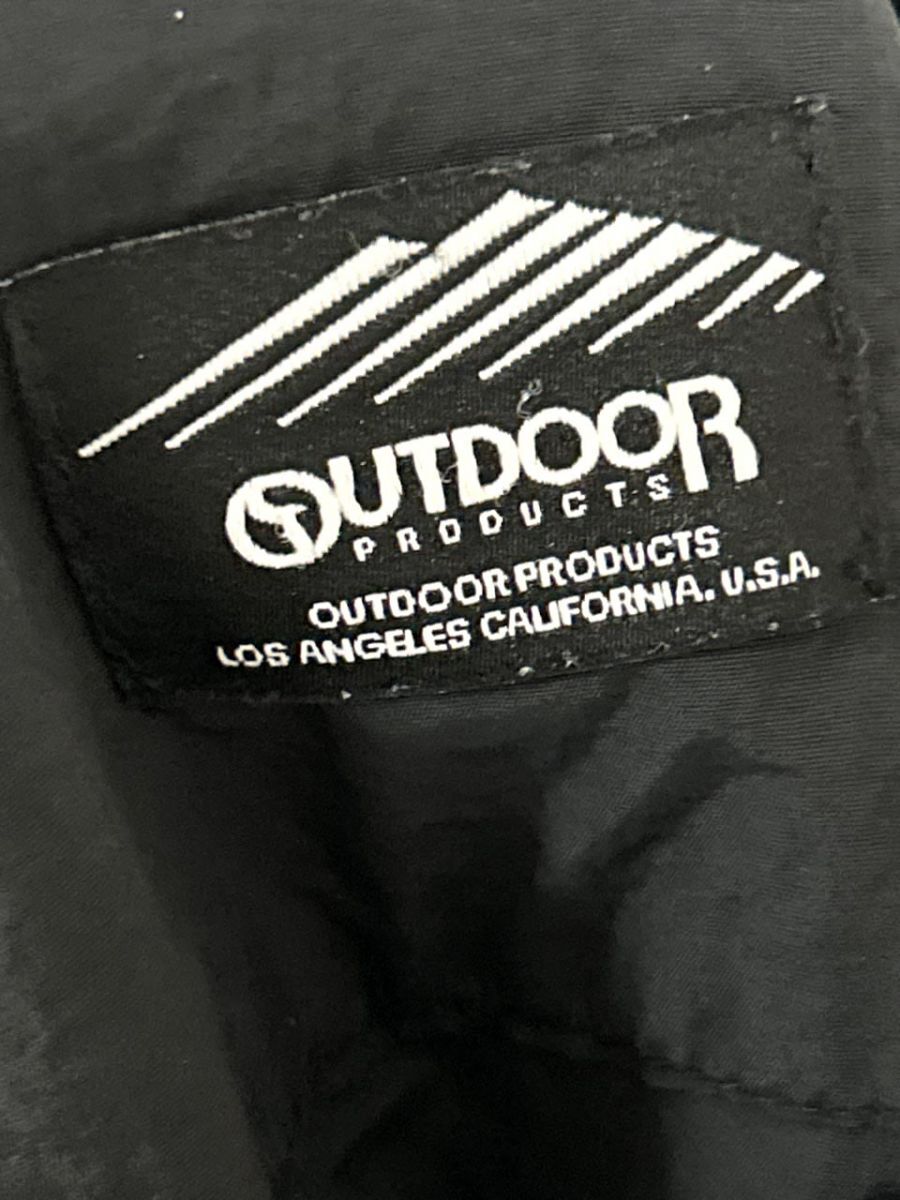 OUTDOOR
PRODUCTS
OUTDOOR PRODUCTS
LOS ANGELES CALIFORNIA. U.S.A.